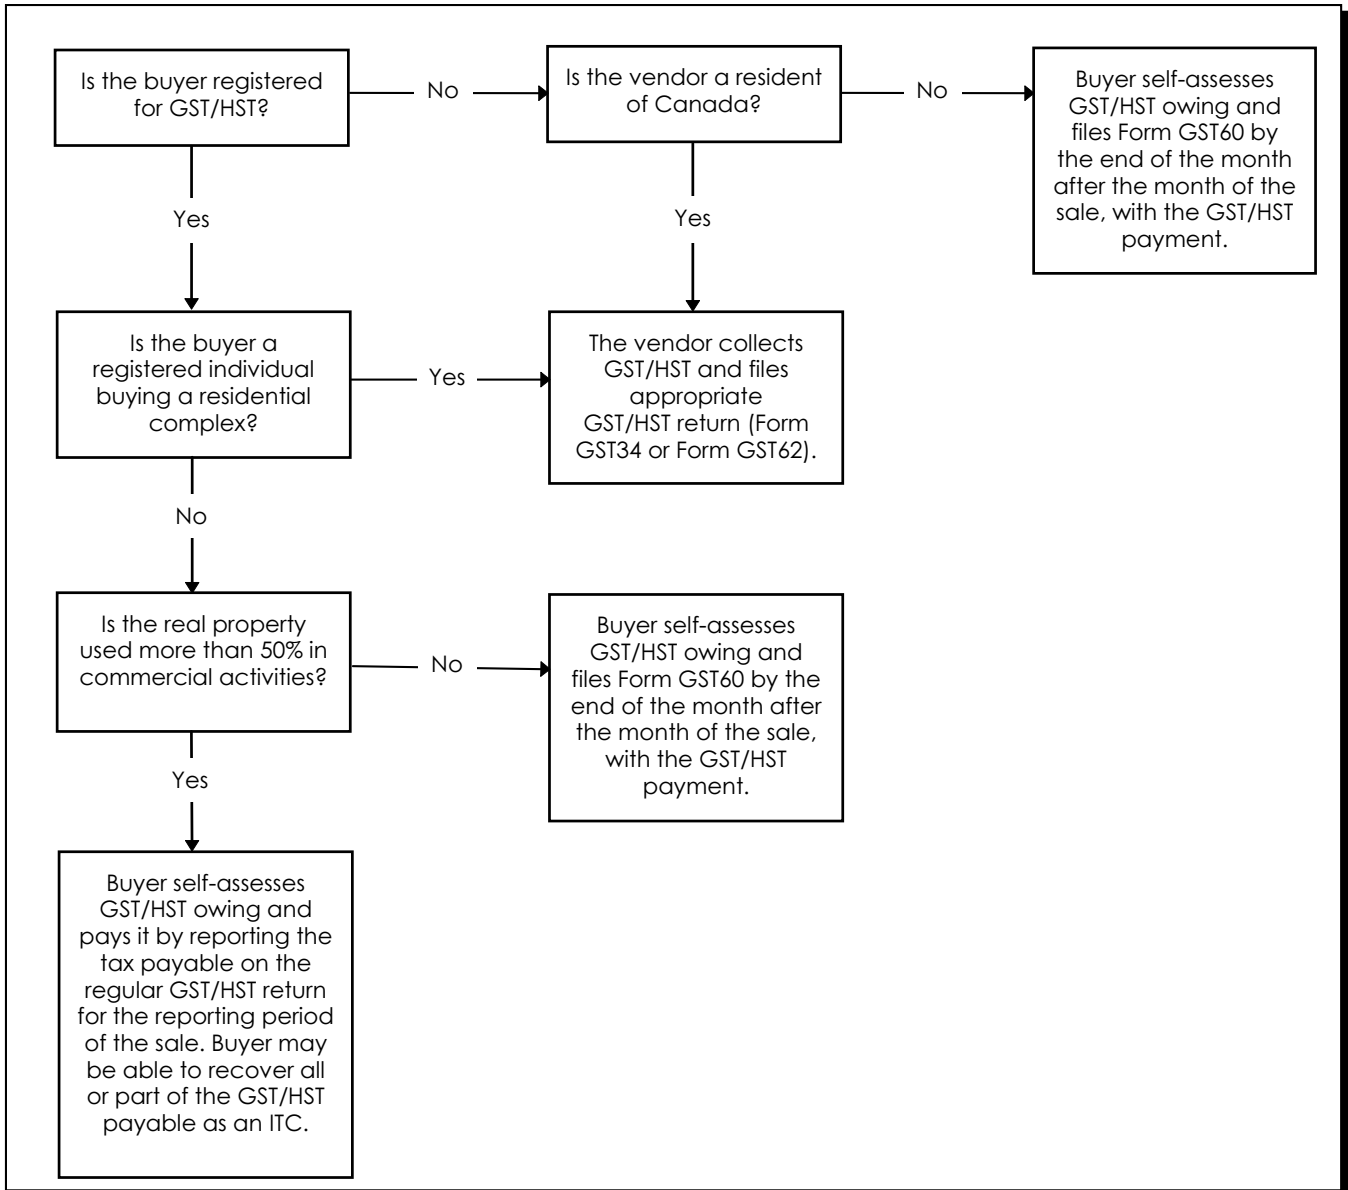 Is the buyer registered
for GST/HST?
No
Is the vendor a resident
of Canada?
No
Buyer self-assesses
GST/HST owing and
files Form GST60 by
the end of the month
after the month of the
sale, with the GST/HST
payment.
Yes
Yes
Is the buyer a
registered individual
buying a residential
complex?
Yes
The vendor collects
GST/HST and files
appropriate
GST/HST return (Form
GST34 or Form GST62).
No
Is the real property
used more than 50% in
commercial activities?
No
Buyer self-assesses
GST/HST owing and
files Form GST60 by the
end of the month after
the month of the sale,
with the GST/HST
payment.
Yes
Buyer self-assesses
GST/HST owing and
pays it by reporting the
tax payable on the
regular GST/HST return
for the reporting period
of the sale. Buyer may
be able to recover all
or part of the GST/HST
payable as an ITC.